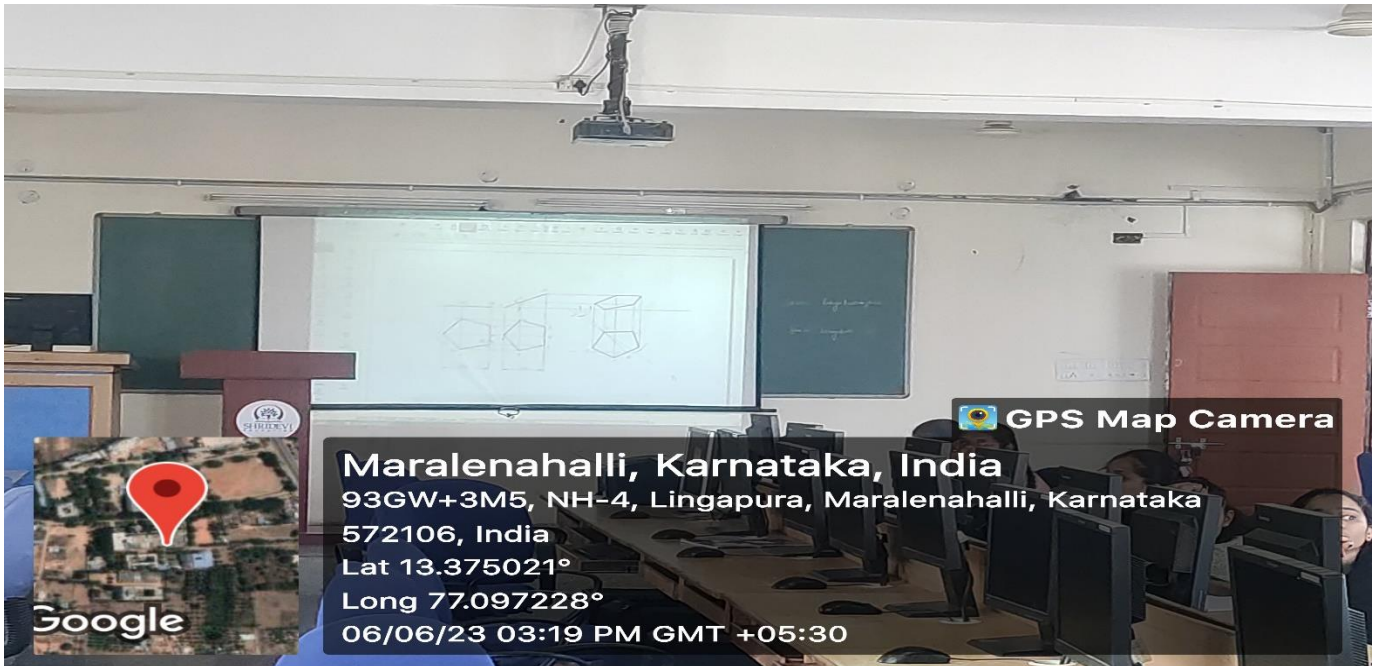 SHRIDEVI
GPS Map Camera
Maralenahalli, Karnataka, India
93GW+3M5, NH-4, Lingapura, Maralenahalli, Karnataka
572106, India
Lat 13.375021°
Long 77.097228°
06/06/23 03:19 PM GMT +05:30
Google